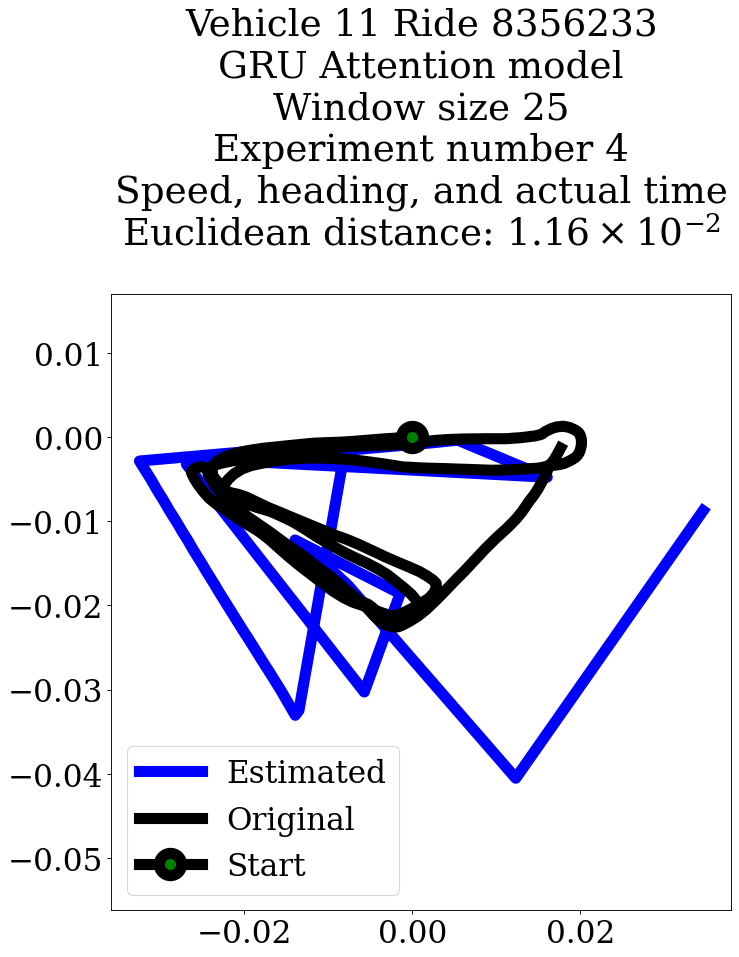 Vehicle 11 Ride 8356233
GRU Attention model
Window size 25
Experiment number 4
Speed, heading, and actual time
Euclidean distance: 1.16 × 10⁻²
0.01
0.00
−0.01
−0.02
−0.03
−0.04
−0.05
Estimated
Original
Start
−0.02 0.00 0.02